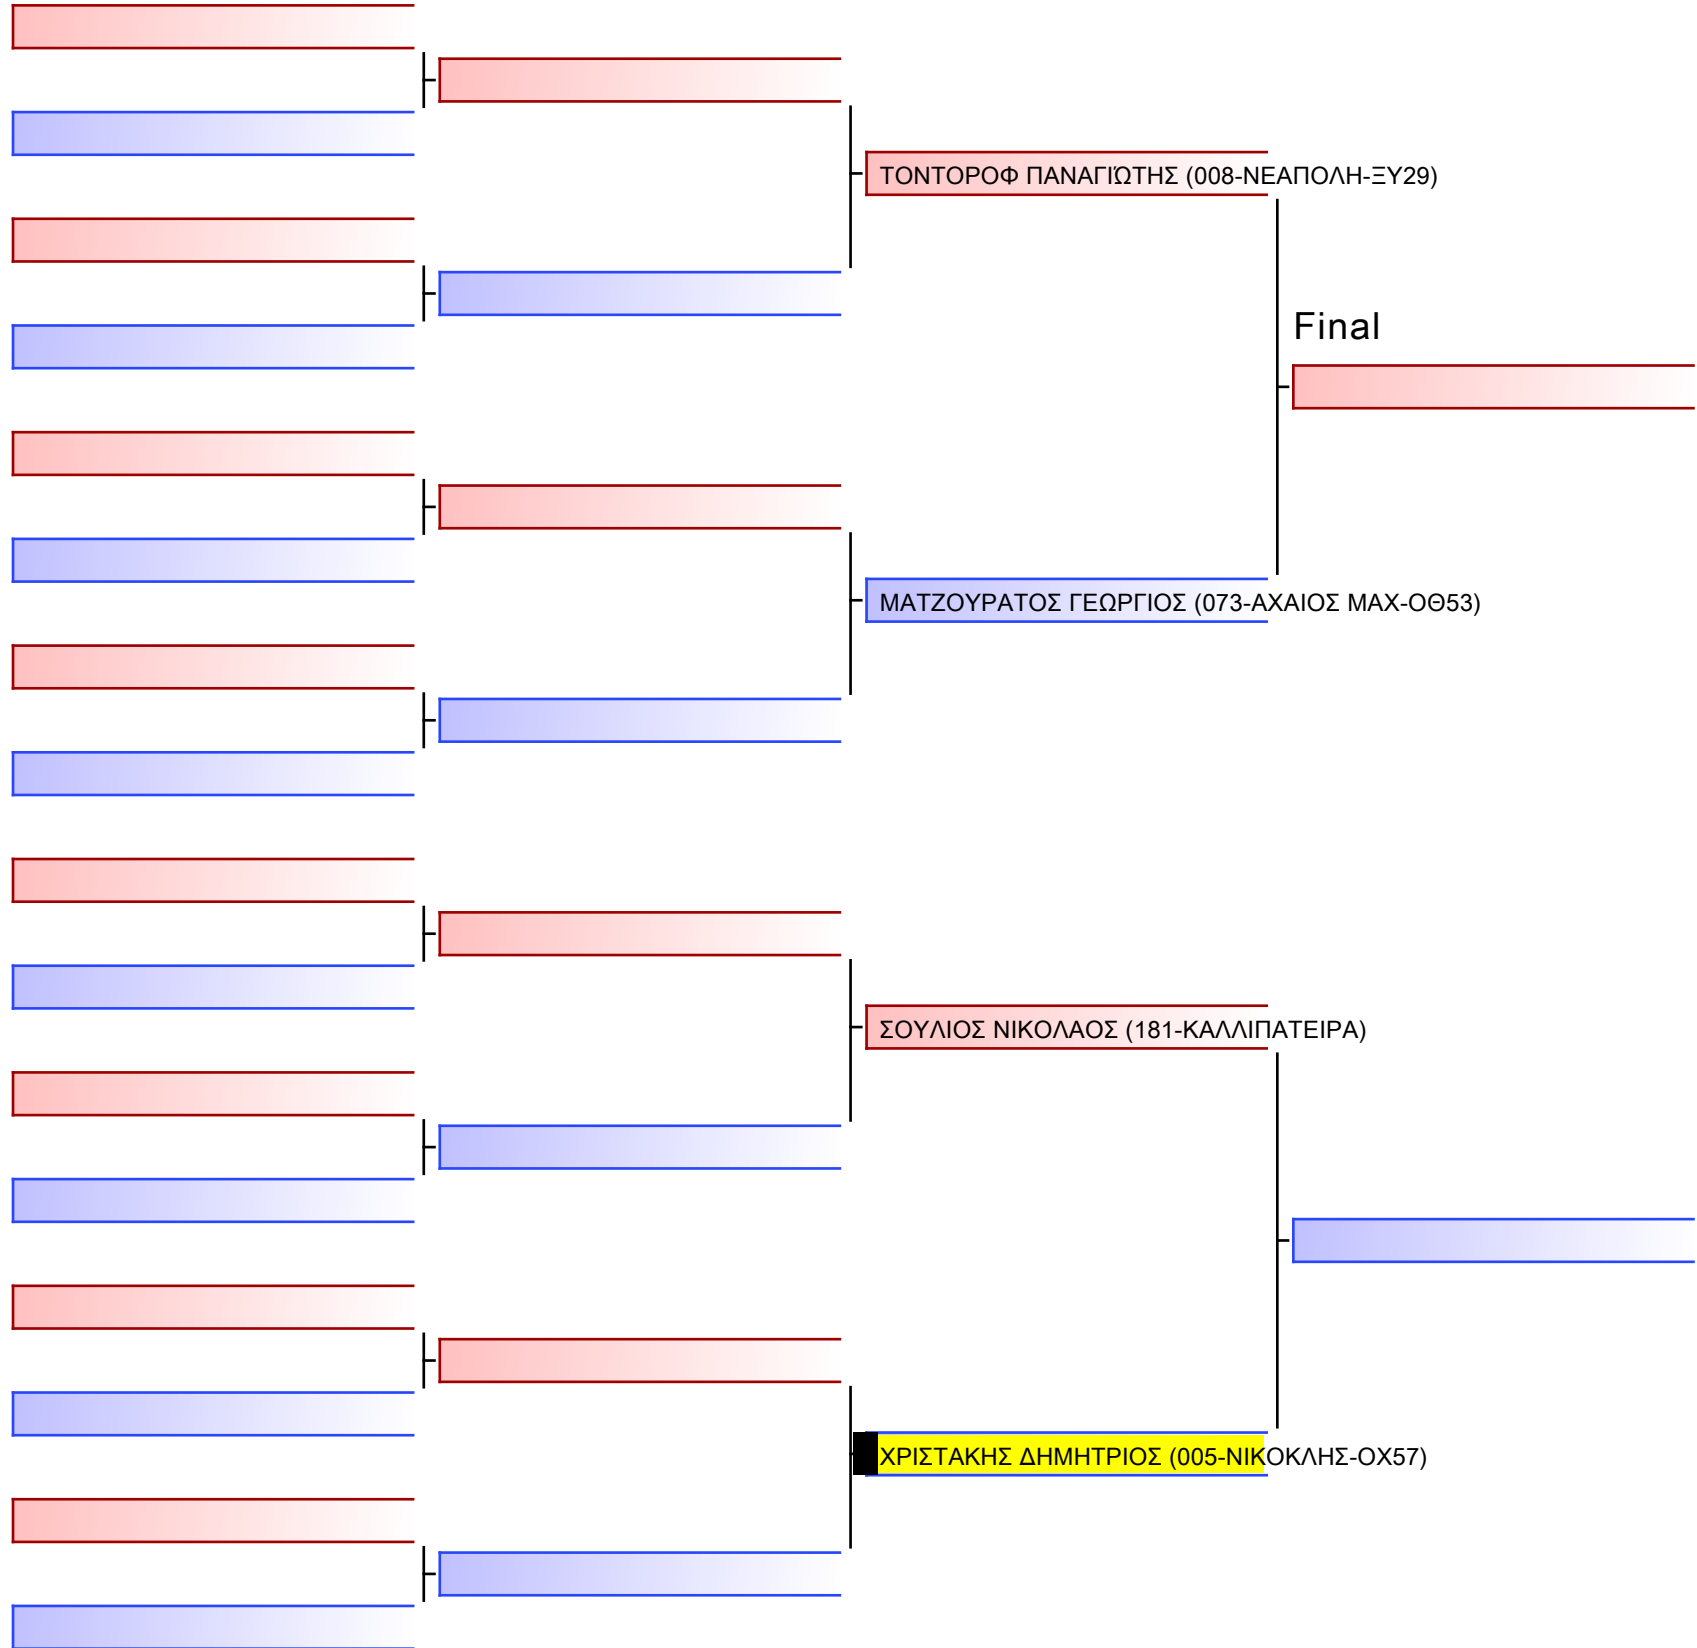 ΤΟΝΤΟΡΟΦ ΠΑΝΑΓΙΏΤΗΣ (008-ΝΕΑΠΟΛΗ-ΞΥ29)
Final
ΜΑΤΖΟΥΡΑΤΟΣ ΓΕΩΡΓΙΟΣ (073-ΑΧΑΙΟΣ ΜΑΧ-ΟΘ53)
ΣΟΥΛΙΟΣ ΝΙΚΟΛΑΟΣ (181-ΚΑΛΛΙΠΑΤΕΙΡΑ)
ΧΡΙΣΤΑΚΗΣ ΔΗΜΗΤΡΙΟΣ (005-ΝΙΚΟΚΛΗΣ-ΟΧ57)